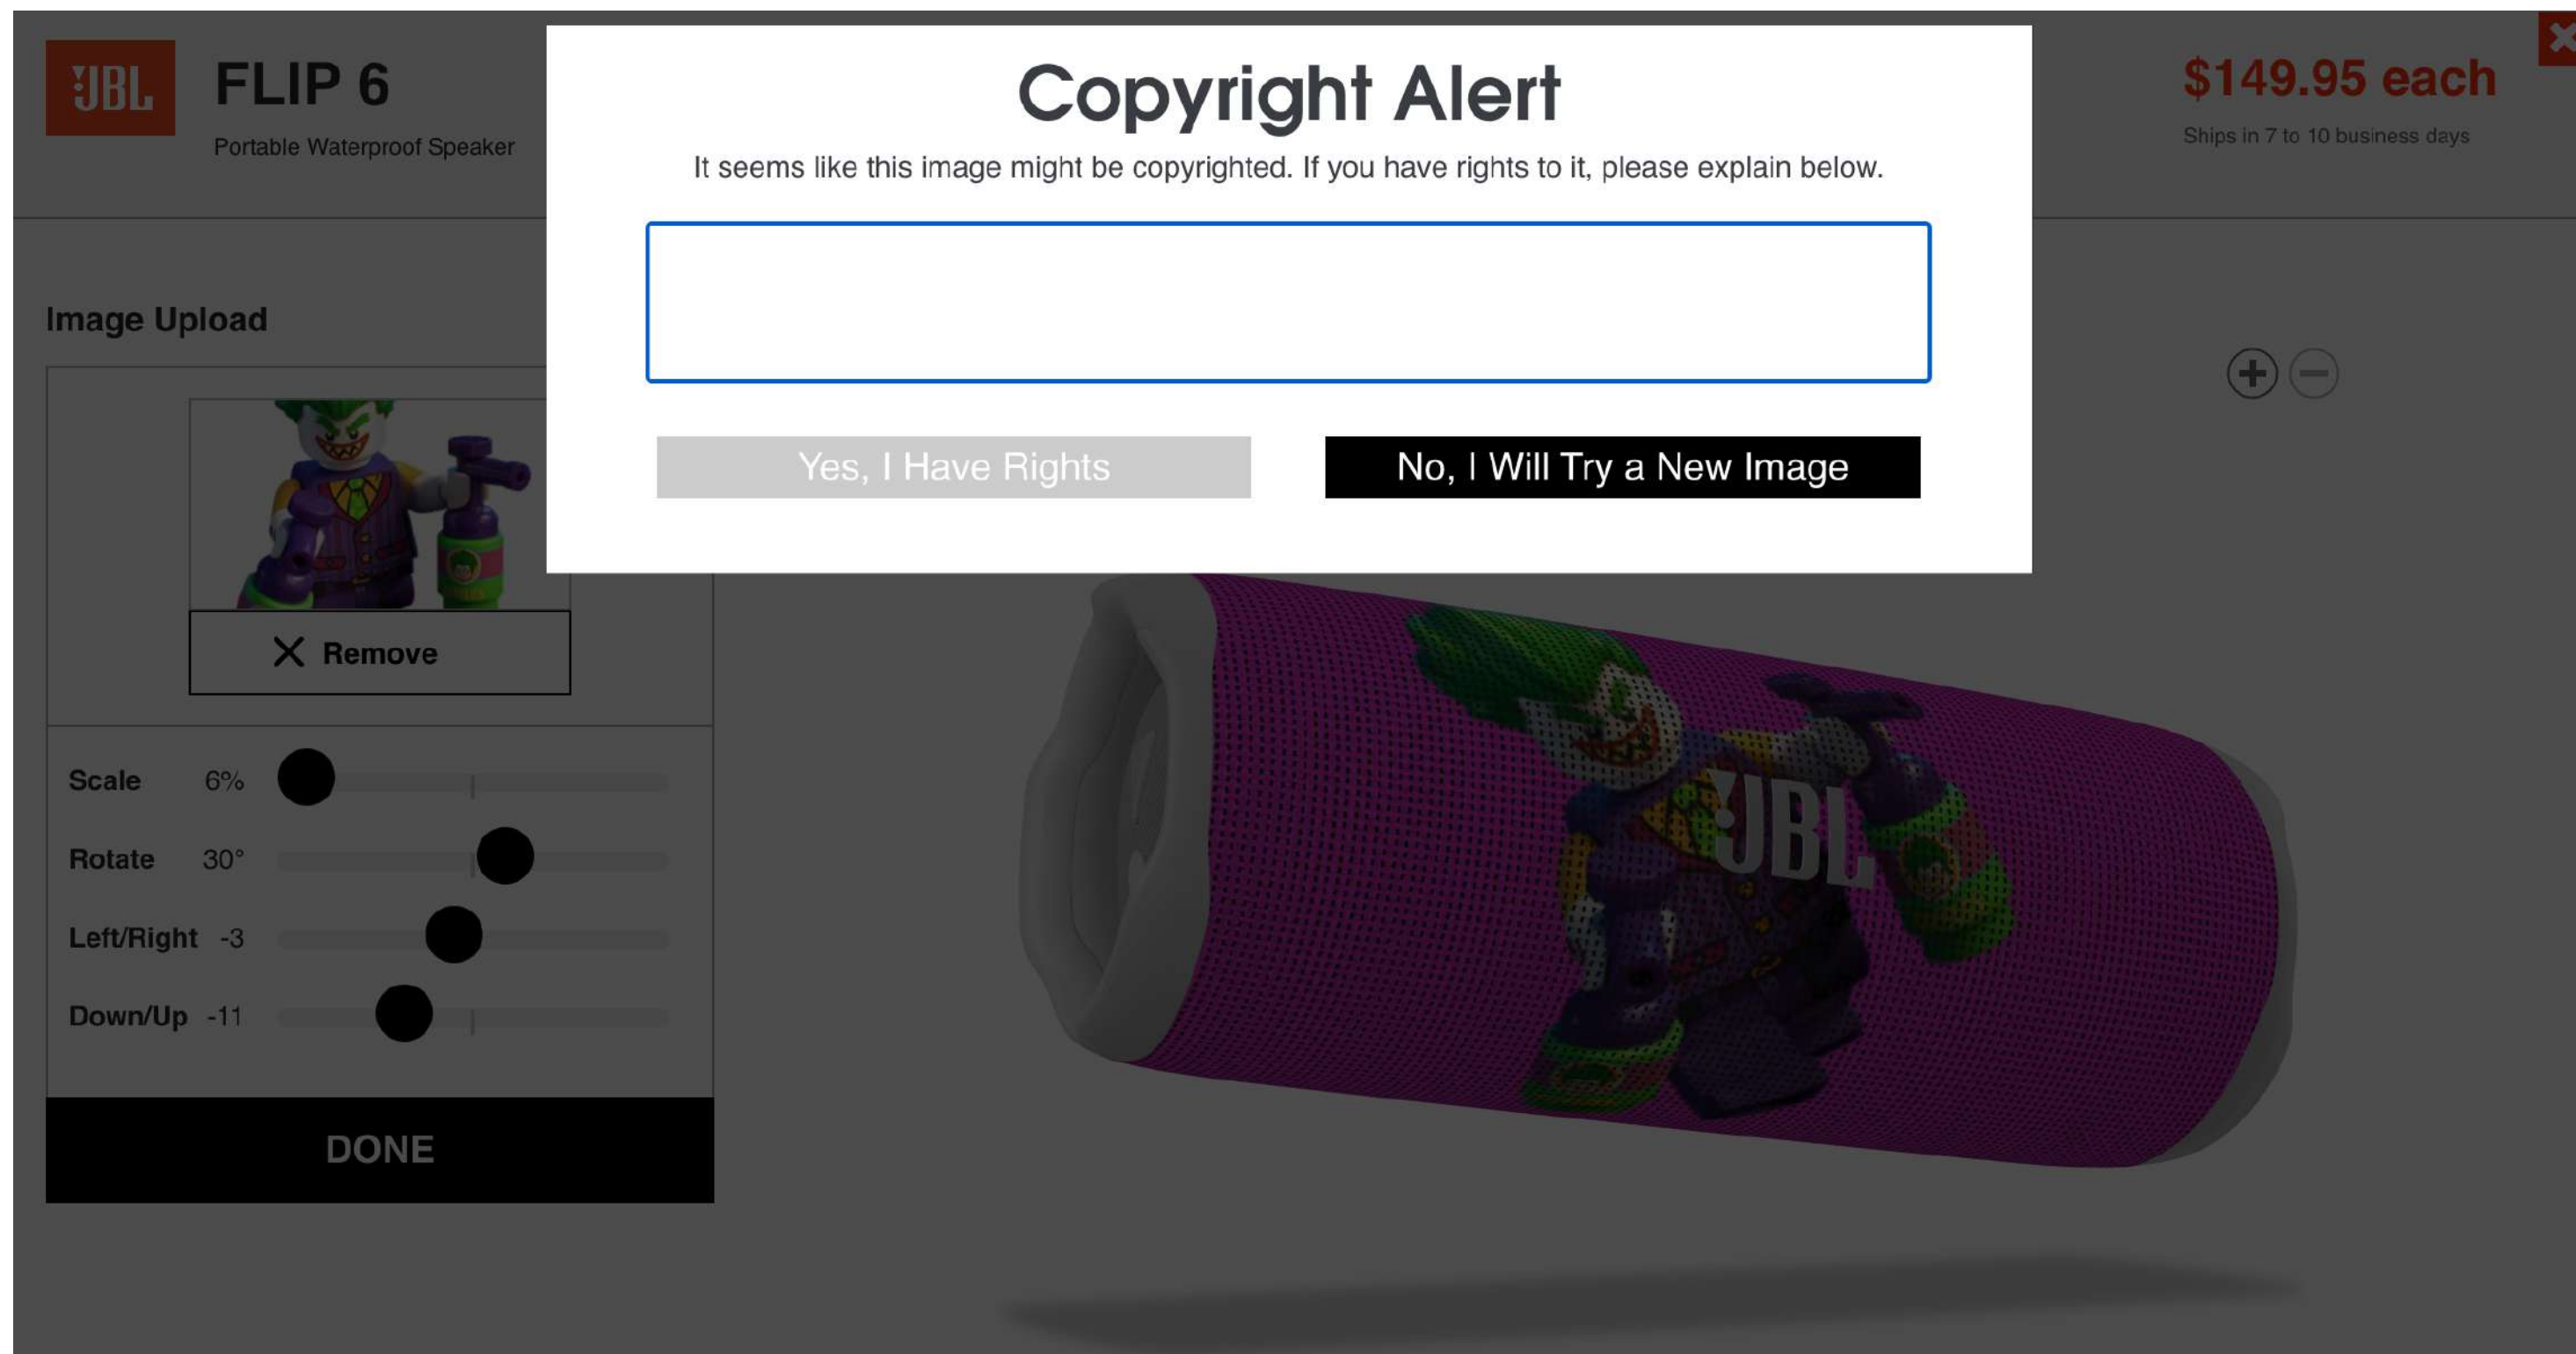 JBL
FLIP 6
Portable Waterproof Speaker
Copyright Alert
It seems like this image might be copyrighted. If you have rights to it, please explain below.
Yes, I Have Rights
No, I Will Try a New Image
$149.95 each
Ships in 7 to 10 business days
Image Upload
Remove
Scale 6%
Rotate 30°
Left/Right -3
Down/Up -11
DONE
JBL